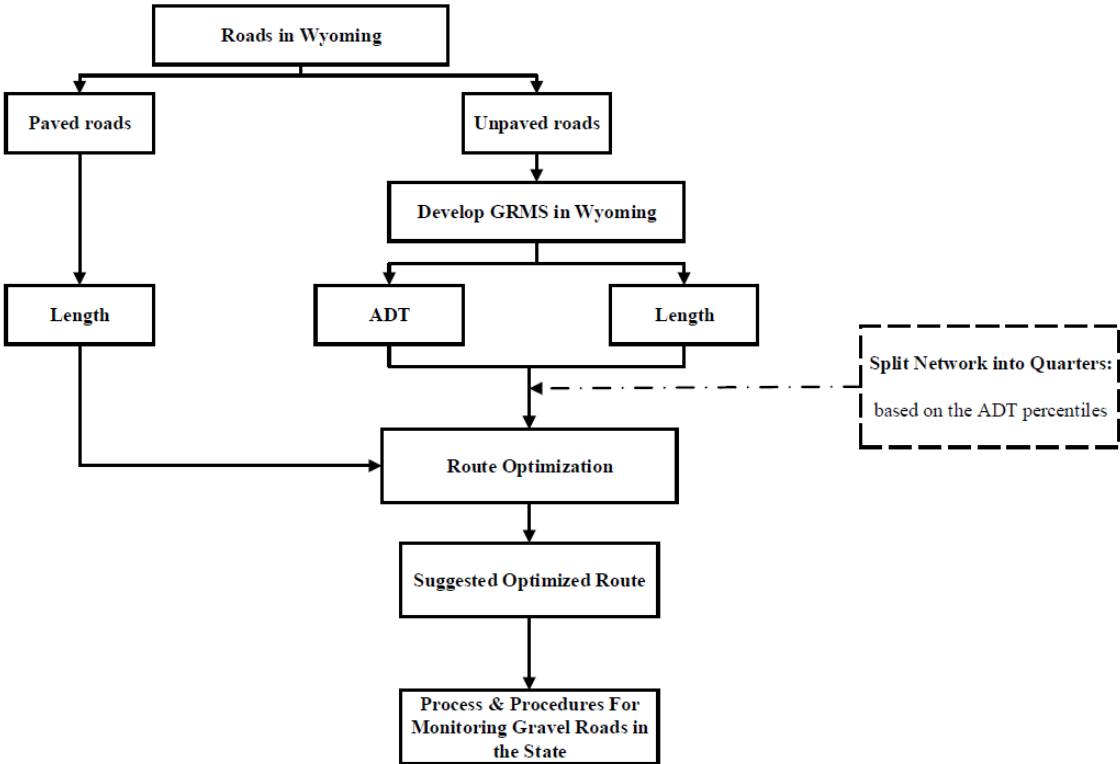 Roads in Wyoming
Paved roads
Unpaved roads
Develop GRMS in Wyoming
Length
ADT
Length
Split Network into Quarters:
based on the ADT percentiles
Route Optimization
Suggested Optimized Route
Process & Procedures For
Monitoring Gravel Roads in
the State